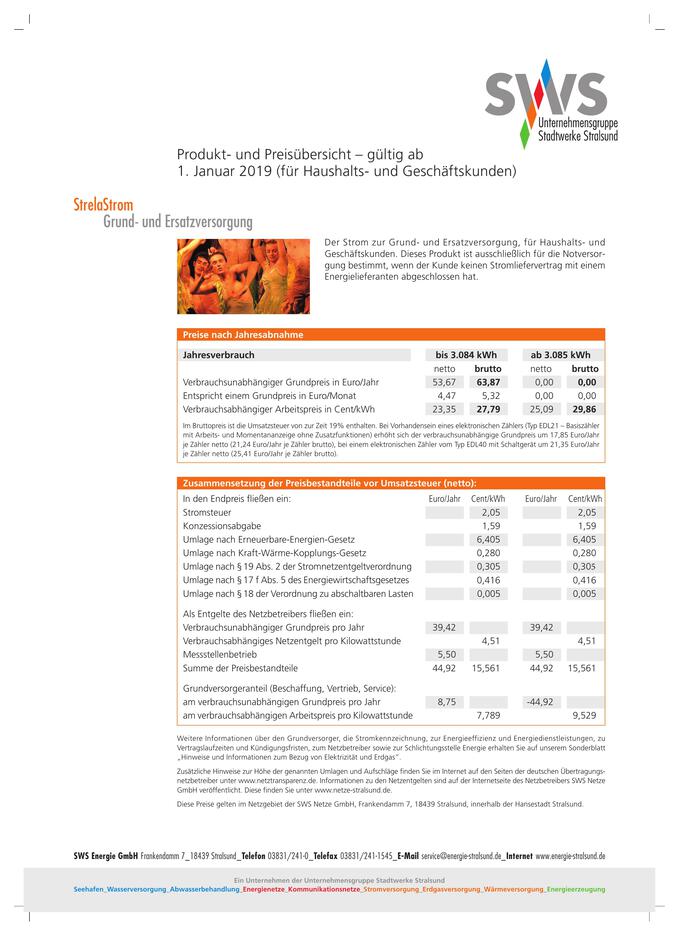 SWS
Unternehmensgruppe
Stadtwerke Stralsund
Produkt- und Preisübersicht – gültig ab
1. Januar 2019 (für Haushalts- und Geschäftskunden)
StrelaStrom
Grund- und Ersatzversorgung
Der Strom zur Grund- und Ersatzversorgung, für Haushalts- und
Geschäftskunden. Dieses Produkt ist ausschließlich für die Notversor-
gung bestimmt, wenn der Kunde keinen Stromliefervertrag mit einem
Energielieferanten abgeschlossen hat.
Preise nach Jahresabnahme
Jahresverbrauch bis 3.084 kWh ab 3.085 kWh
netto brutto netto brutto
Verbrauchsunabhängiger Grundpreis in Euro/Jahr 53,67 63,87 0,00 0,00
Entspricht einem Grundpreis in Euro/Monat 4,47 5,32 0,00 0,00
Verbrauchsabhängiger Arbeitspreis in Cent/kWh 23,35 27,79 25,09 29,86
Im Bruttopreis ist die Umsatzsteuer von zur Zeit 19% enthalten. Bei Vorhandensein eines elektronischen Zählers (Typ EDL21 – Basiszähler
mit Arbeits- und Momentananzeige ohne Zusatzfunktionen) erhöht sich der verbrauchsunabhängige Grundpreis um 17,85 Euro/Jahr
je Zähler netto (21,24 Euro/Jahr je Zähler brutto), bei einem elektronischen Zähler vom Typ EDL40 mit Schaltgerät um 21,35 Euro/Jahr
je Zähler netto (25,41 Euro/Jahr je Zähler brutto).
Zusammensetzung der Preisbestandteile vor Umsatzsteuer (netto):
In den Endpreis fließen ein: Euro/Jahr Cent/kWh Euro/Jahr Cent/kWh
Stromsteuer 2,05 2,05
Konzessionsabgabe 1,59 1,59
Umlage nach Erneuerbare-Energien-Gesetz 6,405 6,405
Umlage nach Kraft-Wärme-Kopplungs-Gesetz 0,280 0,280
Umlage nach § 19 Abs. 2 der Stromnetzentgeltverordnung 0,305 0,305
Umlage nach § 17 f Abs. 5 des Energiewirtschaftsgesetzes 0,416 0,416
Umlage nach § 18 der Verordnung zu abschaltbaren Lasten 0,005 0,005
Als Entgelte des Netzbetreibers fließen ein:
Verbrauchsunabhängiger Grundpreis pro Jahr 39,42 39,42
Verbrauchsabhängiges Netzentgelt pro Kilowattstunde 4,51 4,51
Messstellenbetrieb 5,50 5,50
Summe der Preisbestandteile 44,92 15,561 44,92 15,561
Grundversorgeranteil (Beschaffung, Vertrieb, Service):
am verbrauchsunabhängigen Grundpreis pro Jahr 8,75 -44,92
am verbrauchsabhängigen Arbeitspreis pro Kilowattstunde 7,789 9,529
Weitere Informationen über den Grundversorger, die Stromkennzeichnung, zur Energieeffizienz und Energiedienstleistungen, zu
Vertragslaufzeiten und Kündigungsfristen, zum Netzbetreiber sowie zur Schlichtungsstelle Energie erhalten Sie auf unserem Sonderblatt
„Hinweise und Informationen zum Bezug von Elektrizität und Erdgas“.
Zusätzliche Hinweise zur Höhe der genannten Umlagen und Aufschläge finden Sie im Internet auf den Seiten der deutschen Übertragungs-
netzbetreiber unter www.netztransparenz.de. Informationen zu den Netzentgelten sind auf der Internetseite des Netzbetreibers SWS Netze
GmbH veröffentlicht. Diese finden Sie unter www.netze-stralsund.de.
Diese Preise gelten im Netzgebiet der SWS Netze GmbH, Frankendamm 7, 18439 Stralsund, innerhalb der Hansestadt Stralsund.
SWS Energie GmbH Frankendamm 7_18439 Stralsund_Telefon 03831/241-0_Telefax 03831/241-1545_E-Mail service@energie-stralsund.de_Internet www.energie-stralsund.de
Ein Unternehmen der Unternehmensgruppe Stadtwerke Stralsund
Seehafen_Wasserversorgung_Abwasserbehandlung_Energienetze_Kommunikationsnetze_Stromversorgung_Erdgasversorgung_Wärmeversorgung_Energieerzeugung